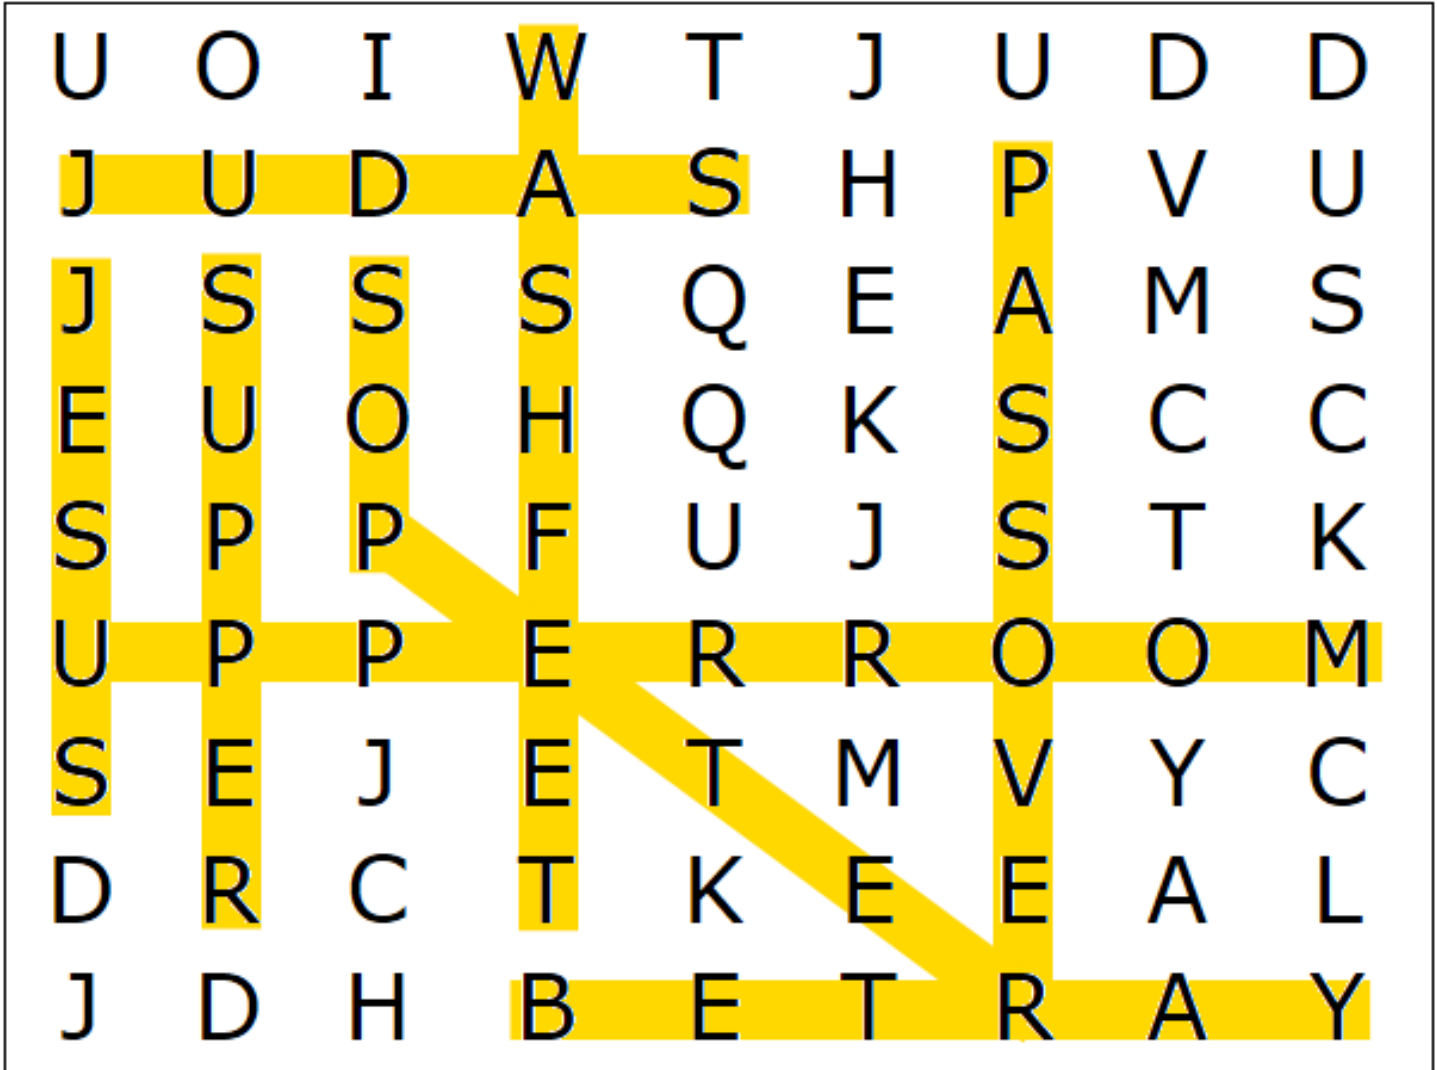 U O I W T J U D D
J U D A S H P V U
J S S S Q E A M S
E U O H Q K S C C
S P P F U J S T K
U P P E R R O O M
S E J E T M V Y C
D R C T K E E A L
J D H B E T R A Y